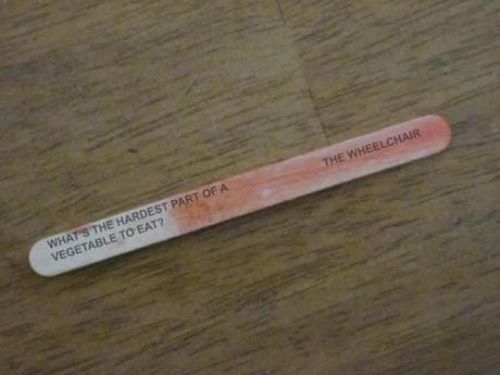 WHAT'S THE HARDEST PART OF A
VEGETABLE TO EAT?
THE WHEELCHAIR